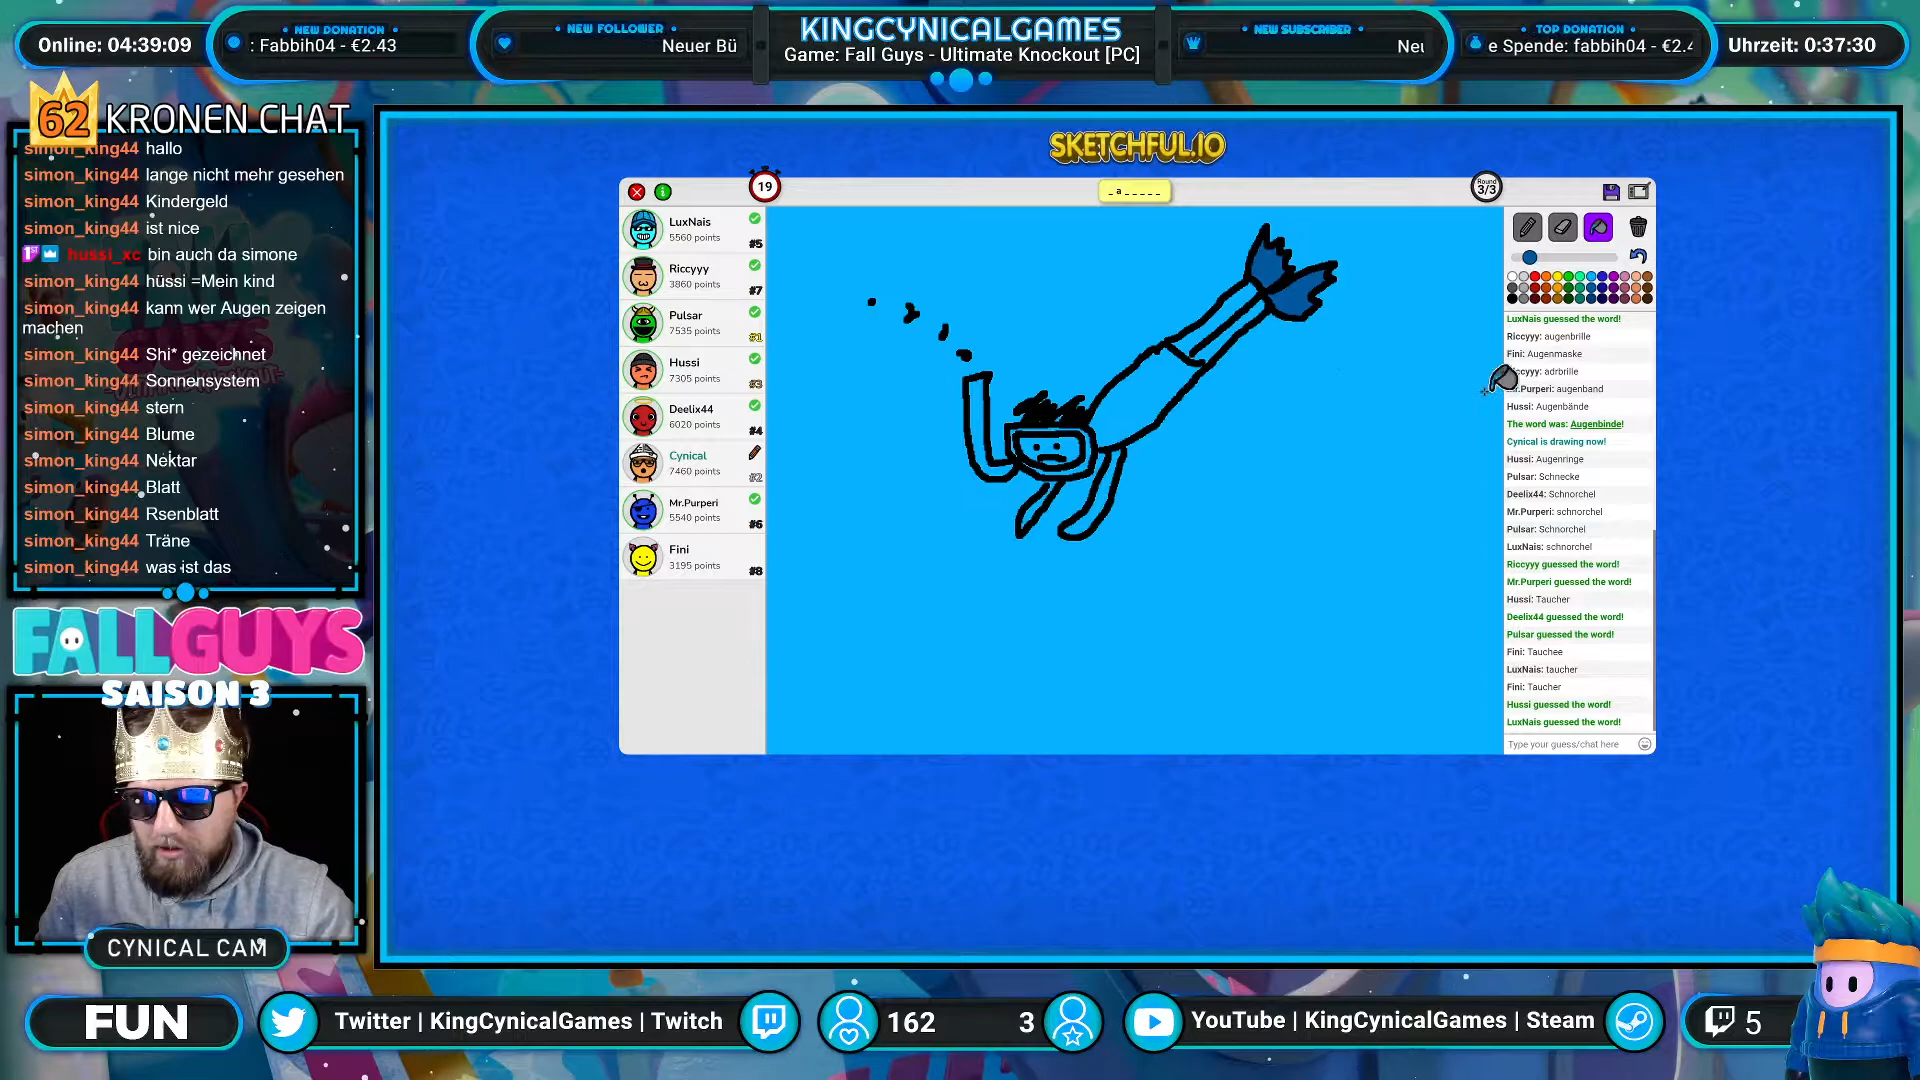 Online: 04:39:09
NEW DONATION
: Fabbih04 - €2.43
NEW FOLLOWER
Neuer Bü
KINGCYNICALGAMES
Game: Fall Guys - Ultimate Knockout [PC]
NEW SUBSCRIBER
Neu
TOP DONATION
e Spende: fabbih04 - €2.4
Uhrzeit: 0:37:30
62 KRONEN CHAT
simon_king44 hallo
simon_king44 lange nicht mehr gesehen
simon_king44 Kindergeld
simon_king44 ist nice
1ST hussi_xc bin auch da simone
simon_king44 hüssi =Mein kind
simon_king44 kann wer Augen zeigen
machen
simon_king44 Shi* gezeichnet
simon_king44 Sonnensystem
simon_king44 stern
simon_king44 Blume
simon_king44 Nektar
simon_king44 Blatt
simon_king44 Rsenblatt
simon_king44 Träne
simon_king44 was ist das
FALL GUYS
SAISON 3
CYNICAL CAM
SKETCHFUL.IO
19
_ a _ _ _ _ _
Round
3/3
LuxNais
5560 points
#5
Riccyyy
3860 points
#7
Pulsar
7535 points
#1
Hussi
7305 points
#3
Deelix44
6020 points
#4
Cynical
7460 points
#2
Mr.Purperi
5540 points
#6
Fini
3195 points
#8
LuxNais guessed the word!
Riccyyy: augenbrille
Fini: Augenmaske
ccyyy: adrbrille
r.Purperi: augenband
Hussi: Augenbände
The word was: Augenbinde!
Cynical is drawing now!
Hussi: Augenringe
Pulsar: Schnecke
Deelix44: Schnorchel
Mr.Purperi: schnorchel
Pulsar: Schnorchel
LuxNais: schnorchel
Riccyyy guessed the word!
Mr.Purperi guessed the word!
Hussi: Taucher
Deelix44 guessed the word!
Pulsar guessed the word!
Fini: Tauchee
LuxNais: taucher
Fini: Taucher
Hussi guessed the word!
LuxNais guessed the word!
Type your guess/chat here
FUN
Twitter | KingCynicalGames | Twitch
162
3
YouTube | KingCynicalGames | Steam
5